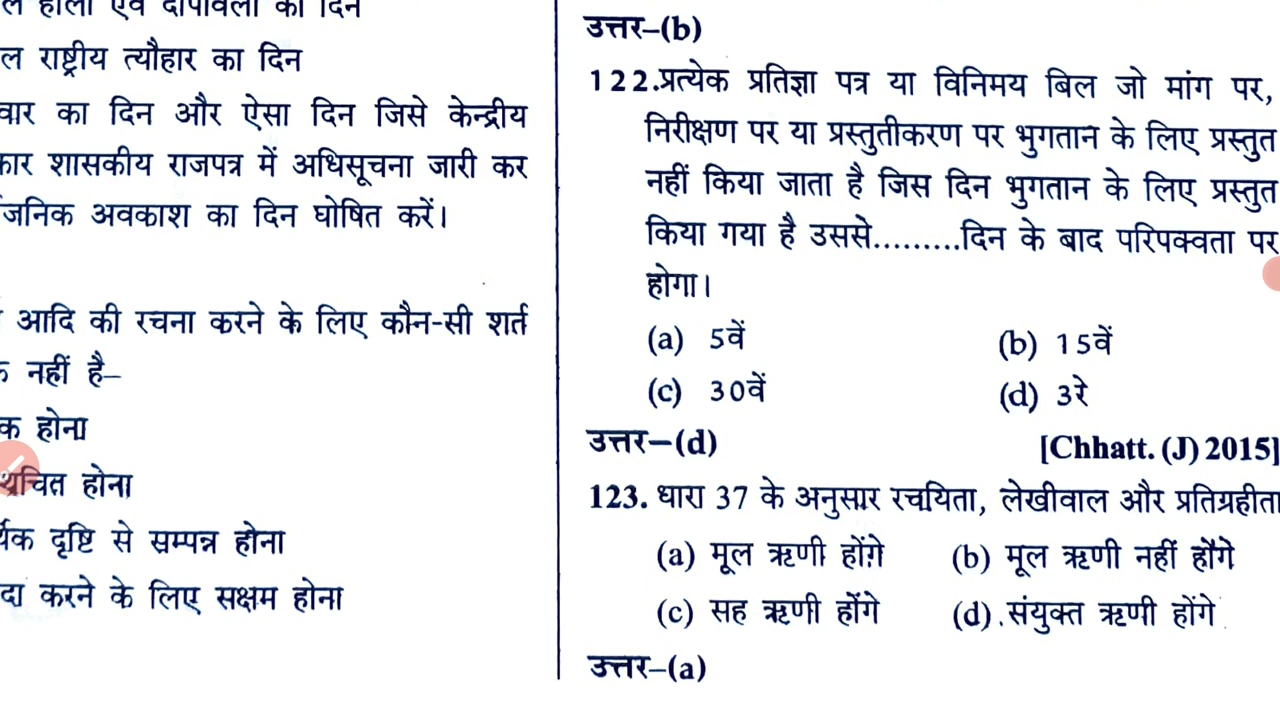 होली एवं दीपावली का दिन
राष्ट्रीय त्यौहार का दिन
का दिन और ऐसा दिन जिसे केन्द्रीय
शासकीय राजपत्र में अधिसूचना जारी कर
अवकाश का दिन घोषित करें।
आदि की रचना करने के लिए कौन-सी शर्त
नहीं है–
होना
होना
दृष्टि से सम्पन्न होना
करने के लिए सक्षम होना
उत्तर–(b)
122.प्रत्येक प्रतिज्ञा पत्र या विनिमय बिल जो मांग पर,
निरीक्षण पर या प्रस्तुतीकरण पर भुगतान के लिए प्रस्तुत
नहीं किया जाता है जिस दिन भुगतान के लिए प्रस्तुत
किया गया है उससे.........दिन के बाद परिपक्वता पर
होगा।
(a) 5वें (b) 15वें
(c) 30वें (d) 3रे
उत्तर–(d) [Chhatt. (J) 2015]
123. धारा 37 के अनुसार रचयिता, लेखीवाल और प्रतिग्रहीता
(a) मूल ऋणी होंगे (b) मूल ऋणी नहीं होंगे
(c) सह ऋणी होंगे (d) संयुक्त ऋणी होंगे
उत्तर–(a)